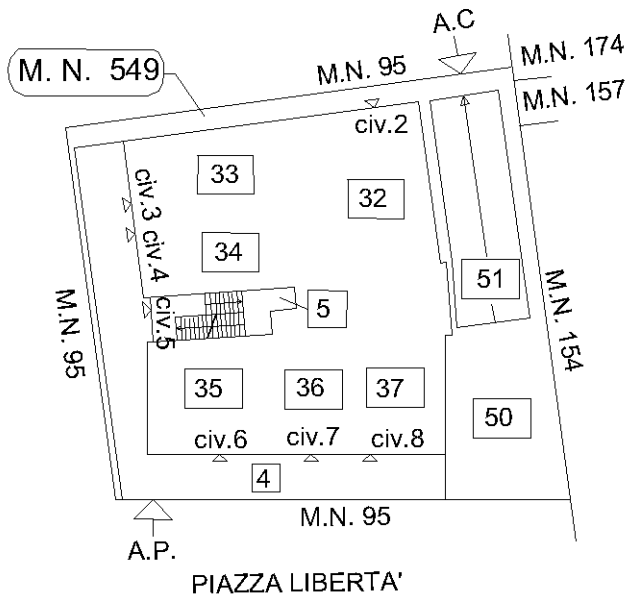 A.C
M.N. 174
M. N. 549
M.N. 95
M.N. 157
civ.2
33
32
civ.3
34
civ.4
51
M.N. 95
civ.5
5
M.N. 154
35
36
37
50
civ.6
civ.7
civ.8
4
M.N. 95
A.P.
PIAZZA LIBERTA'